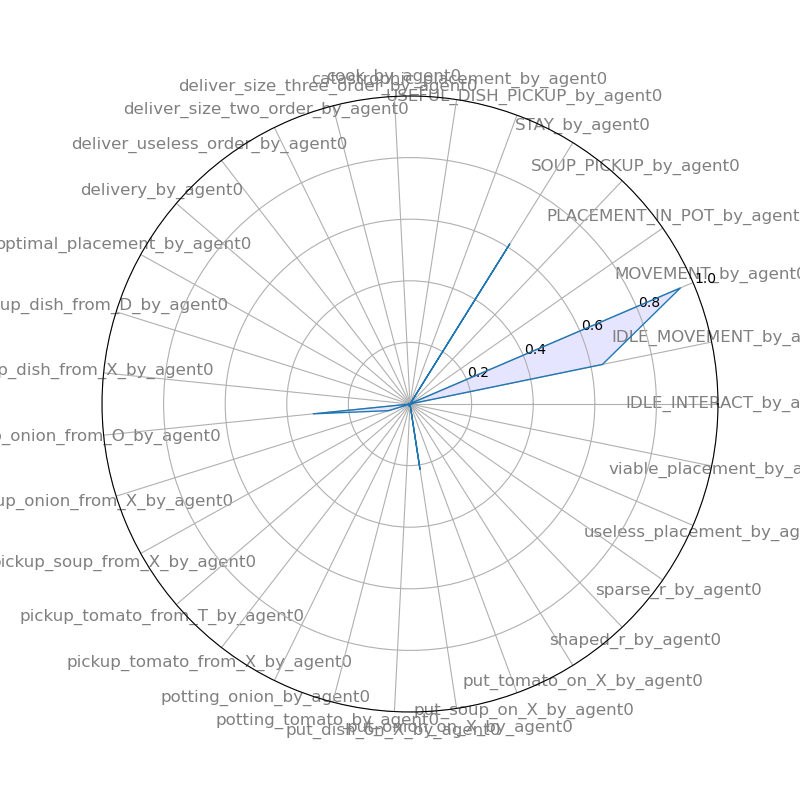 cook_by_agent0
catastrophic_placement_by_agent0
deliver_size_three_order_by_agent0
USEFUL_DISH_PICKUP_by_agent0
deliver_size_two_order_by_agent0
STAY_by_agent0
deliver_useless_order_by_agent0
SOUP_PICKUP_by_agent0
delivery_by_agent0
PLACEMENT_IN_POT_by_agent
optimal_placement_by_agent0
MOVEMENT_by_agent0
1.0
0.8
up_dish_from_D_by_agent0
0.6
IDLE_MOVEMENT_by_a
0.4
p_dish_from_X_by_agent0
0.2
IDLE_INTERACT_by_a
_onion_from_O_by_agent0
viable_placement_by_a
up_onion_from_X_by_agent0
useless_placement_by_ag
pickup_soup_from_X_by_agent0
sparse_r_by_agent0
pickup_tomato_from_T_by_agent0
shaped_r_by_agent0
pickup_tomato_from_X_by_agent0
put_tomato_on_X_by_agent0
potting_onion_by_agent0
put_soup_on_X_by_agent0
potting_tomato_by_agent0
put_onion_on_X_by_agent0
put_dish_on_X_by_agent0